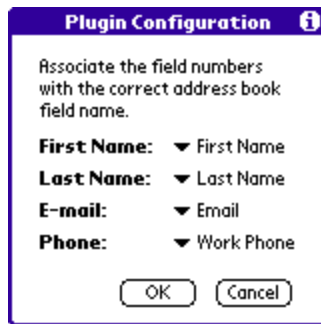 Plugin Configuration i
Associate the field numbers
with the correct address book
field name.
First Name: First Name
Last Name: Last Name
E-mail: Email
Phone: Work Phone
OK Cancel